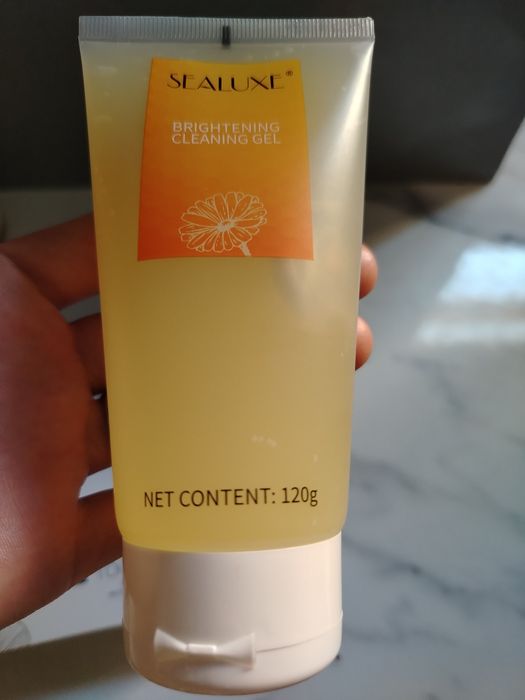 SEALUXE®
BRIGHTENING
CLEANING GEL
NET CONTENT: 120g